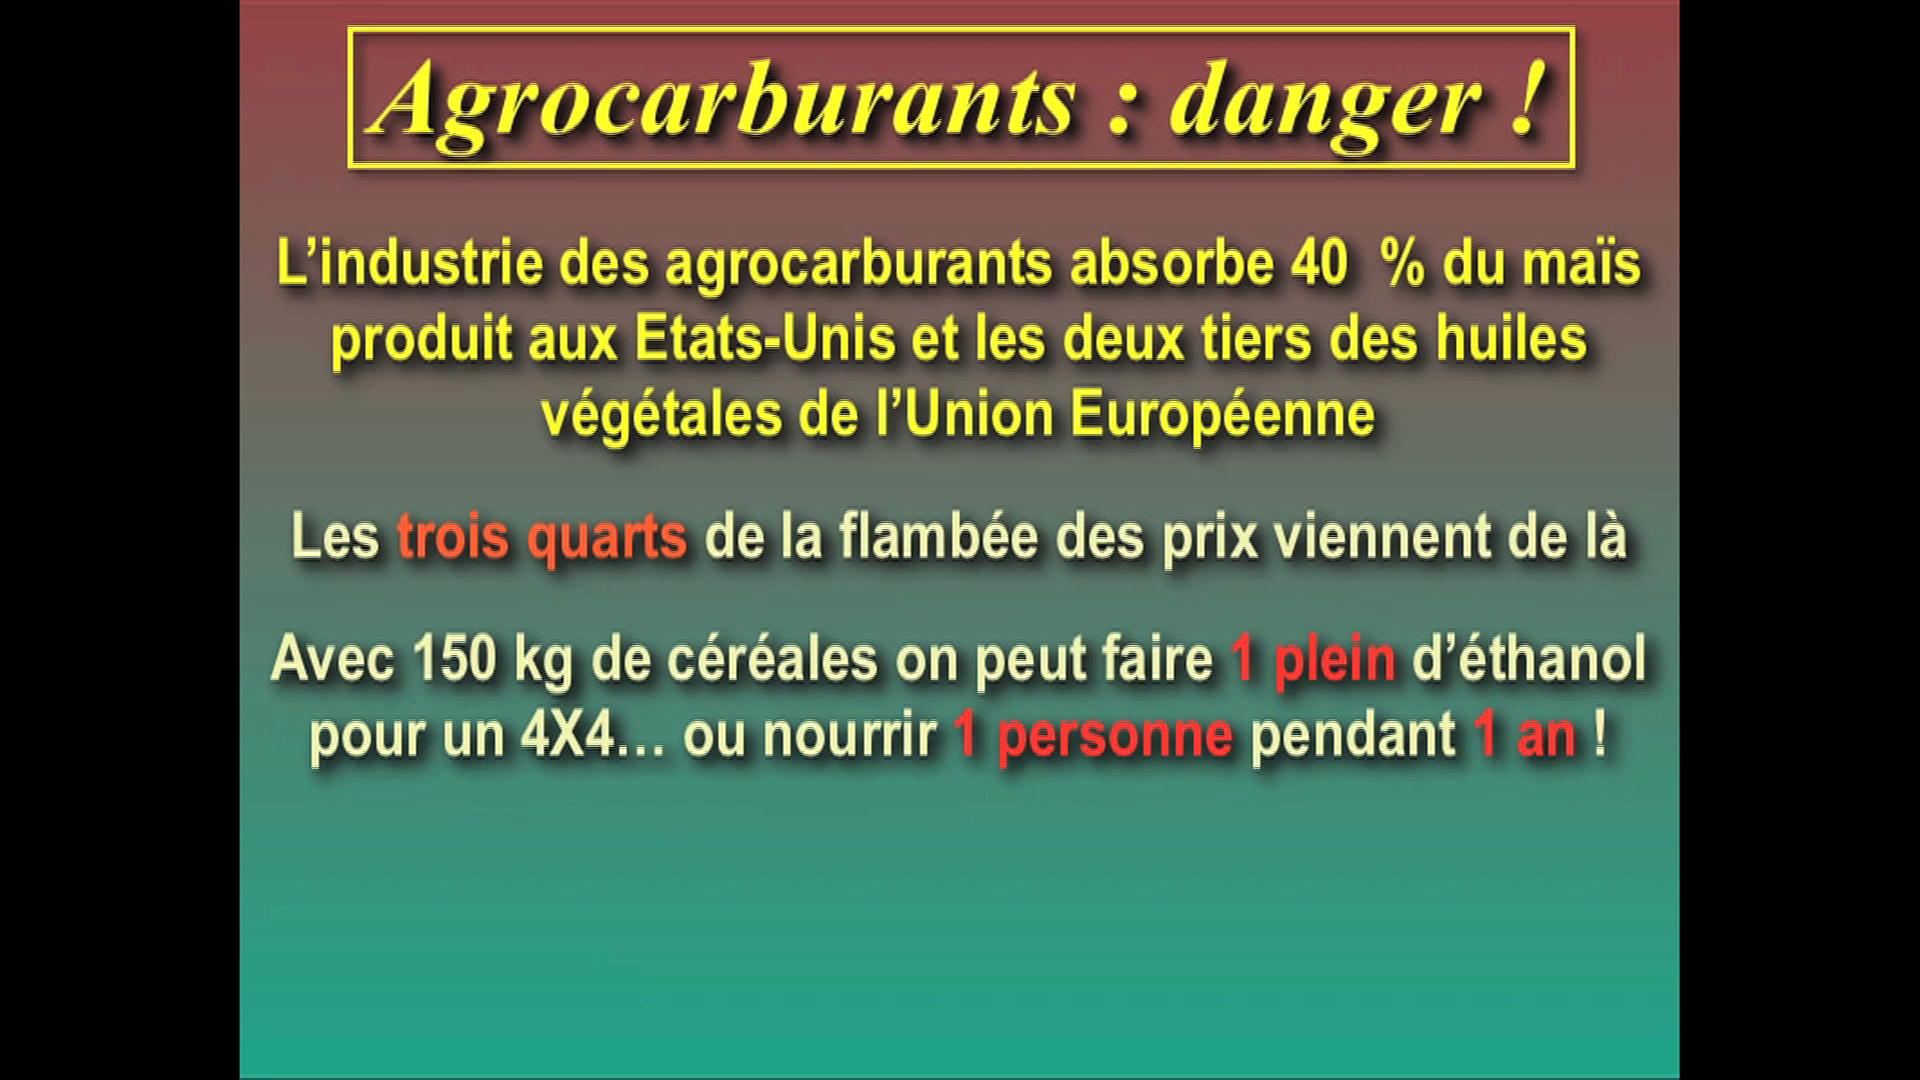 Agrocarburants : danger !
L’industrie des agrocarburants absorbe 40  % du maïs
produit aux Etats-Unis et les deux tiers des huiles
végétales de l’Union Européenne
Les trois quarts de la flambée des prix viennent de là
Avec 150 kg de céréales on peut faire 1 plein d’éthanol
pour un 4X4… ou nourrir 1 personne pendant 1 an !